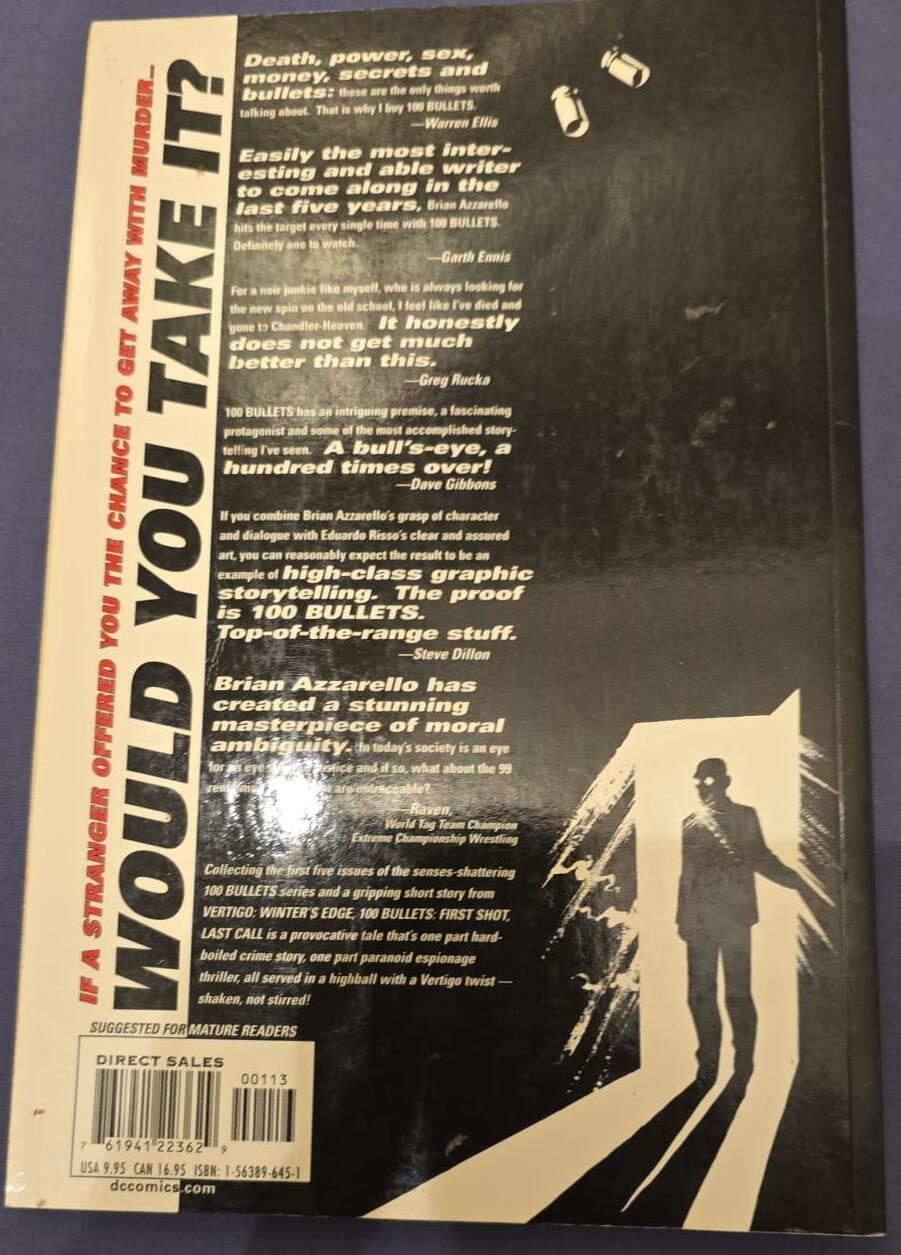 IF A STRANGER OFFERED YOU THE CHANCE TO GET AWAY WITH MURDER...
WOULD YOU TAKE IT?
Death, power, sex,
money, secrets and
bullets: these are the only things worth
talking about. That is why I buy 100 BULLETS.
—Warren Ellis
Easily the most inter-
esting and able writer
to come along in the
last five years, Brian Azzarello
hits the target every single time with 100 BULLETS.
Definitely one to watch.
—Garth Ennis
For a noir junkie like myself, who is always looking for
the new spin on the old school, I feel like I've died and
gone to Chandler-Heaven. It honestly
does not get much
better than this.
—Greg Rucka
100 BULLETS has an intriguing premise, a fascinating
protagonist and some of the most accomplished story-
telling I've seen. A bull's-eye, a
hundred times over!
—Dave Gibbons
If you combine Brian Azzarello's grasp of character
and dialogue with Eduardo Risso's clear and assured
art, you can reasonably expect the result to be an
example of high-class graphic
storytelling. The proof
is 100 BULLETS.
Top-of-the-range stuff.
—Steve Dillon
Brian Azzarello has
created a stunning
masterpiece of moral
ambiguity. In today's society is an eye
for an eye and if so, what about the 99
are untraceable?
—Raven
World Tag Team Champion
Extreme Championship Wrestling
Collecting the first five issues of the senses-shattering
100 BULLETS series and a gripping short story from
VERTIGO: WINTER'S EDGE, 100 BULLETS: FIRST SHOT,
LAST CALL is a provocative tale that's one part hard-
boiled crime story, one part paranoid espionage
thriller, all served in a highball with a Vertigo twist —
shaken, not stirred!
SUGGESTED FOR MATURE READERS
DIRECT SALES
00113
7 61941 22362 9
USA 9.95 CAN 16.95 ISBN: 1-56389-645-1
dccomics.com